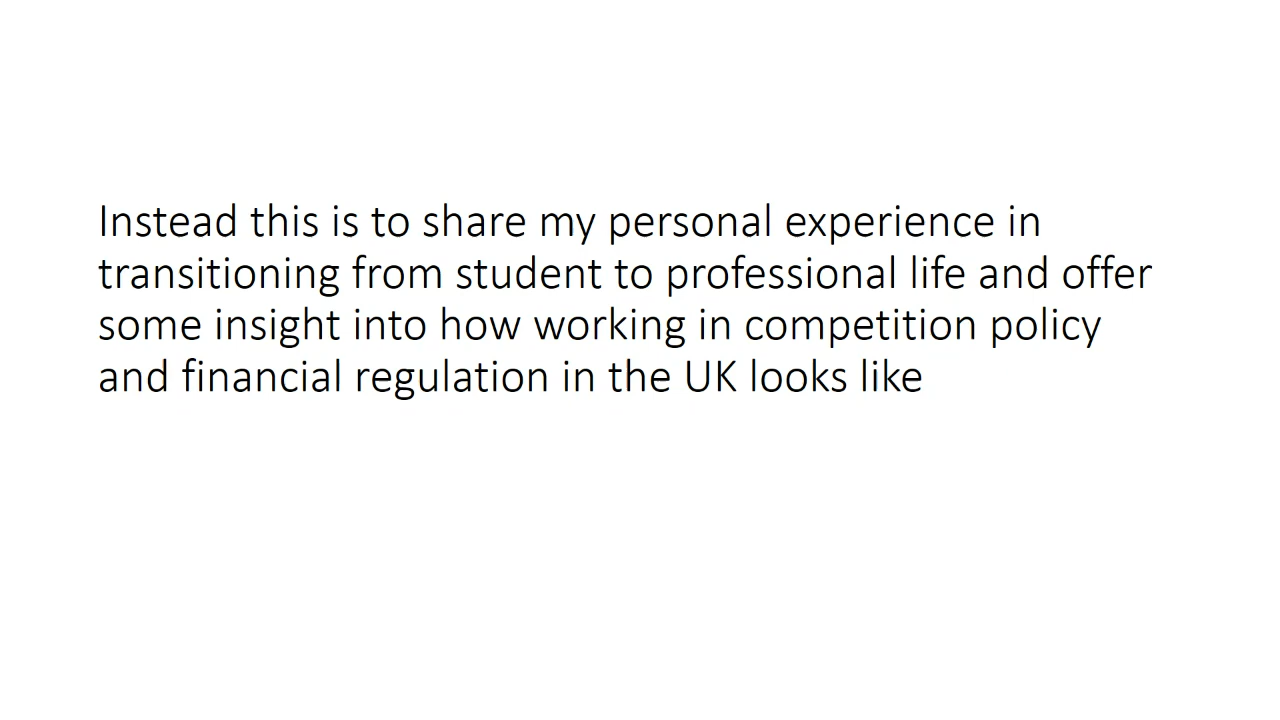 Instead this is to share my personal experience in
transitioning from student to professional life and offer
some insight into how working in competition policy
and financial regulation in the UK looks like